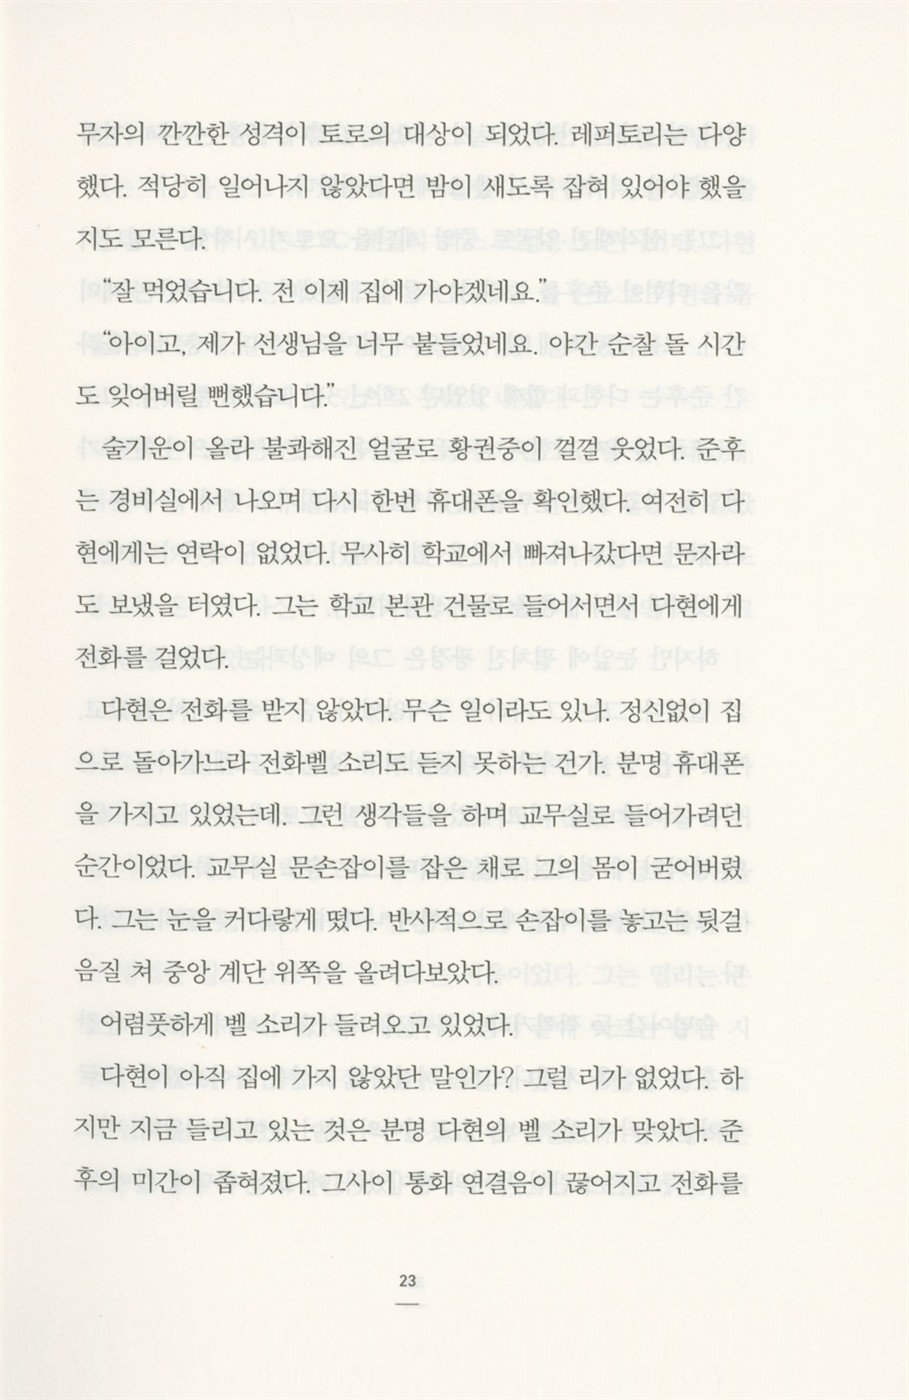 무자의 깐깐한 성격이 토로의 대상이 되었다. 레퍼토리는 다양
했다. 적당히 일어나지 않았다면 밤이 새도록 잡혀 있어야 했을
지도 모른다.
“잘 먹었습니다. 전 이제 집에 가야겠네요.”
“아이고, 제가 선생님을 너무 붙들었네요. 야간 순찰 돌 시간
도 잊어버릴 뻔했습니다.”
술기운이 올라 불콰해진 얼굴로 황권중이 껄껄 웃었다. 준후
는 경비실에서 나오며 다시 한번 휴대폰을 확인했다. 여전히 다
현에게는 연락이 없었다. 무사히 학교에서 빠져나갔다면 문자라
도 보냈을 터였다. 그는 학교 본관 건물로 들어서면서 다현에게
전화를 걸었다.
다현은 전화를 받지 않았다. 무슨 일이라도 있나. 정신없이 집
으로 돌아가느라 전화벨 소리도 듣지 못하는 건가. 분명 휴대폰
을 가지고 있었는데. 그런 생각들을 하며 교무실로 들어가려던
순간이었다. 교무실 문손잡이를 잡은 채로 그의 몸이 굳어버렸
다. 그는 눈을 커다랗게 떴다. 반사적으로 손잡이를 놓고는 뒷걸
음질 쳐 중앙 계단 위쪽을 올려다보았다.
어렴풋하게 벨 소리가 들려오고 있었다.
다현이 아직 집에 가지 않았단 말인가? 그럴 리가 없었다. 하
지만 지금 들리고 있는 것은 분명 다현의 벨 소리가 맞았다. 준
후의 미간이 좁혀졌다. 그사이 통화 연결음이 끊어지고 전화를
23